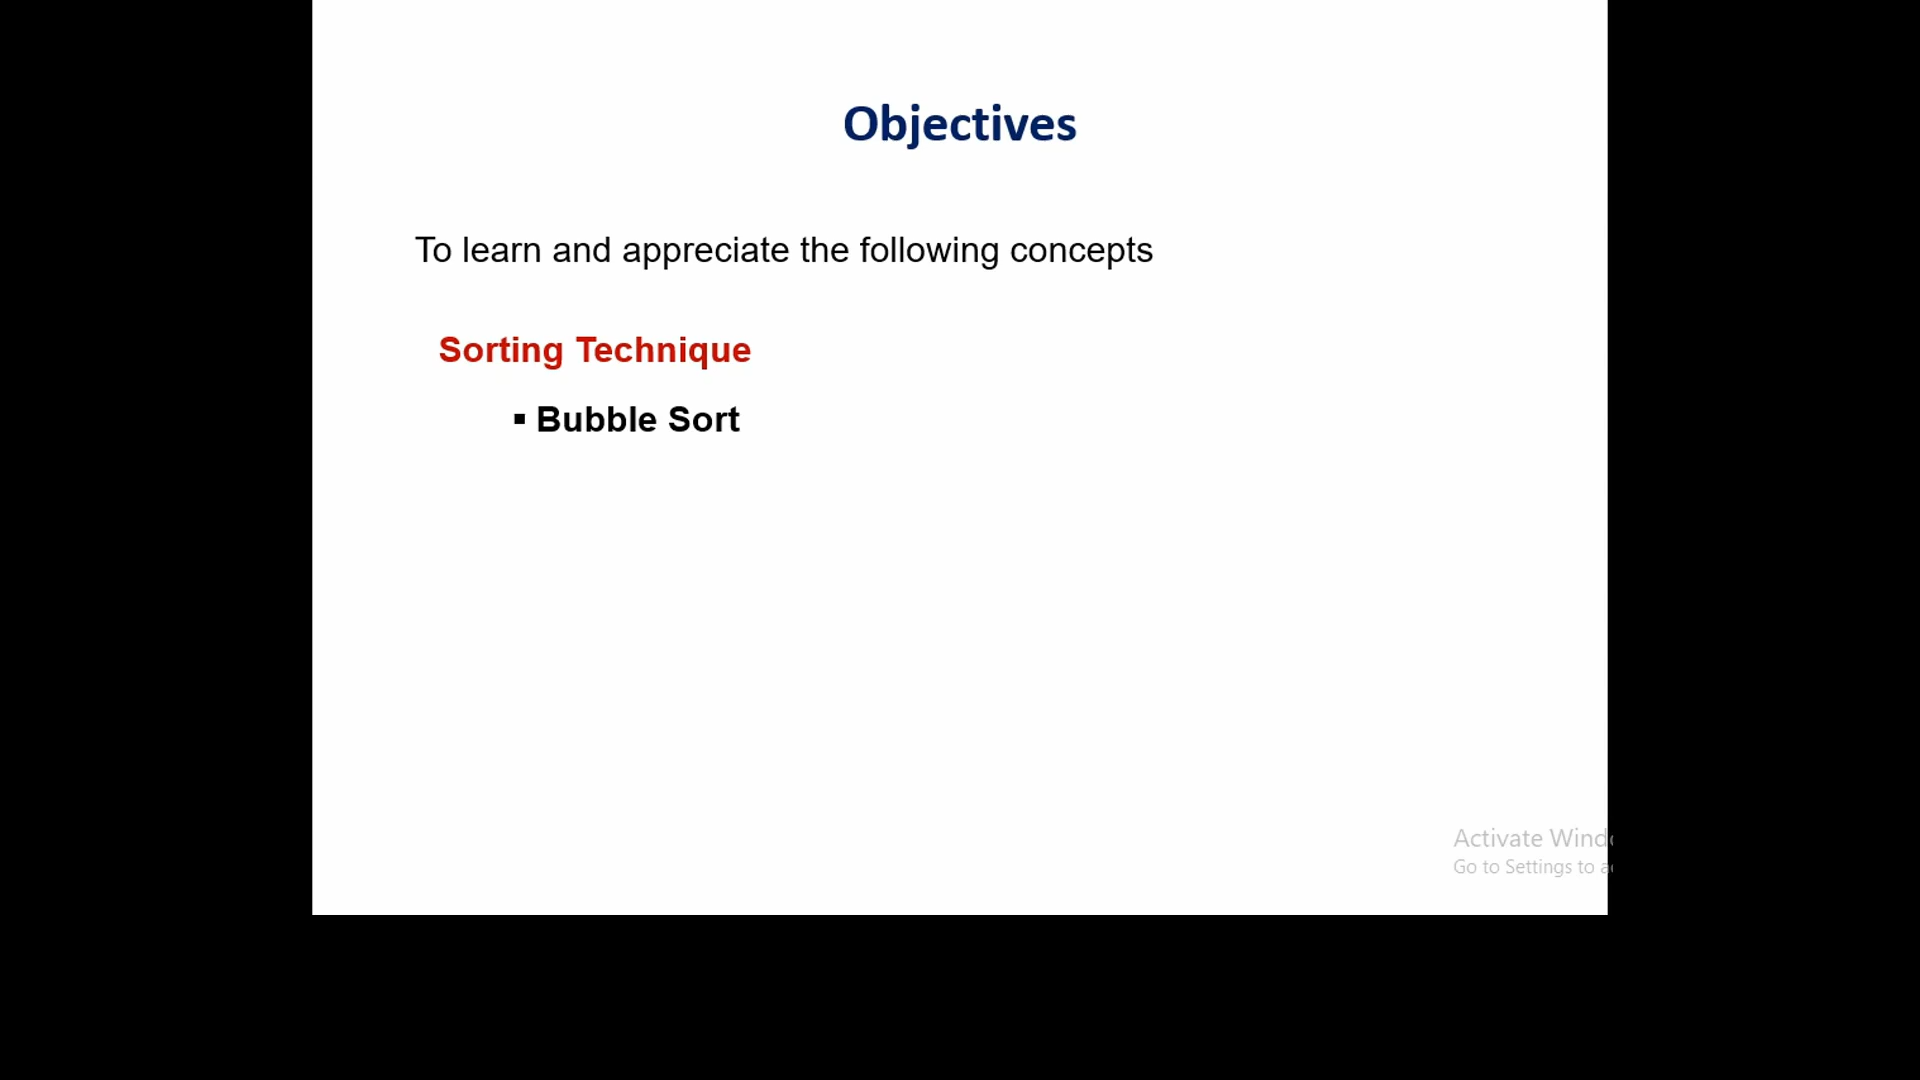 Objectives
To learn and appreciate the following concepts
Sorting Technique
▪ Bubble Sort
Activate Wind
Go to Settings to a